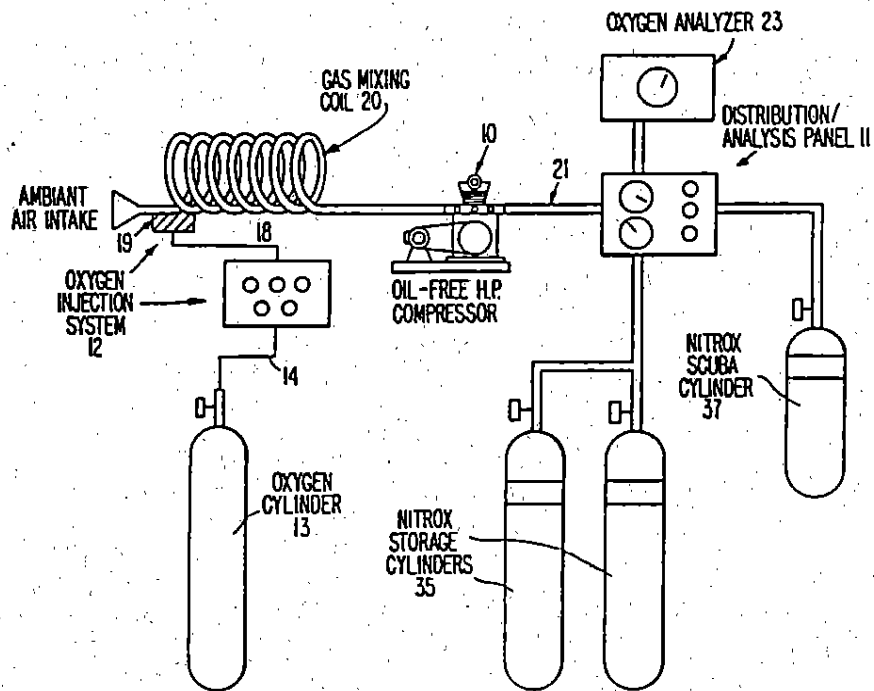 OXYGEN ANALYZER 23
GAS MIXING
COIL 20
10
DISTRIBUTION/
ANALYSIS PANEL 11
21
AMBIANT
AIR INTAKE
19
18
OXYGEN
INJECTION
SYSTEM
12
OIL-FREE H.P.
COMPRESSOR
14
NITROX
SCUBA
CYLINDER
37
OXYGEN
CYLINDER
13
NITROX
STORAGE
CYLINDERS
35